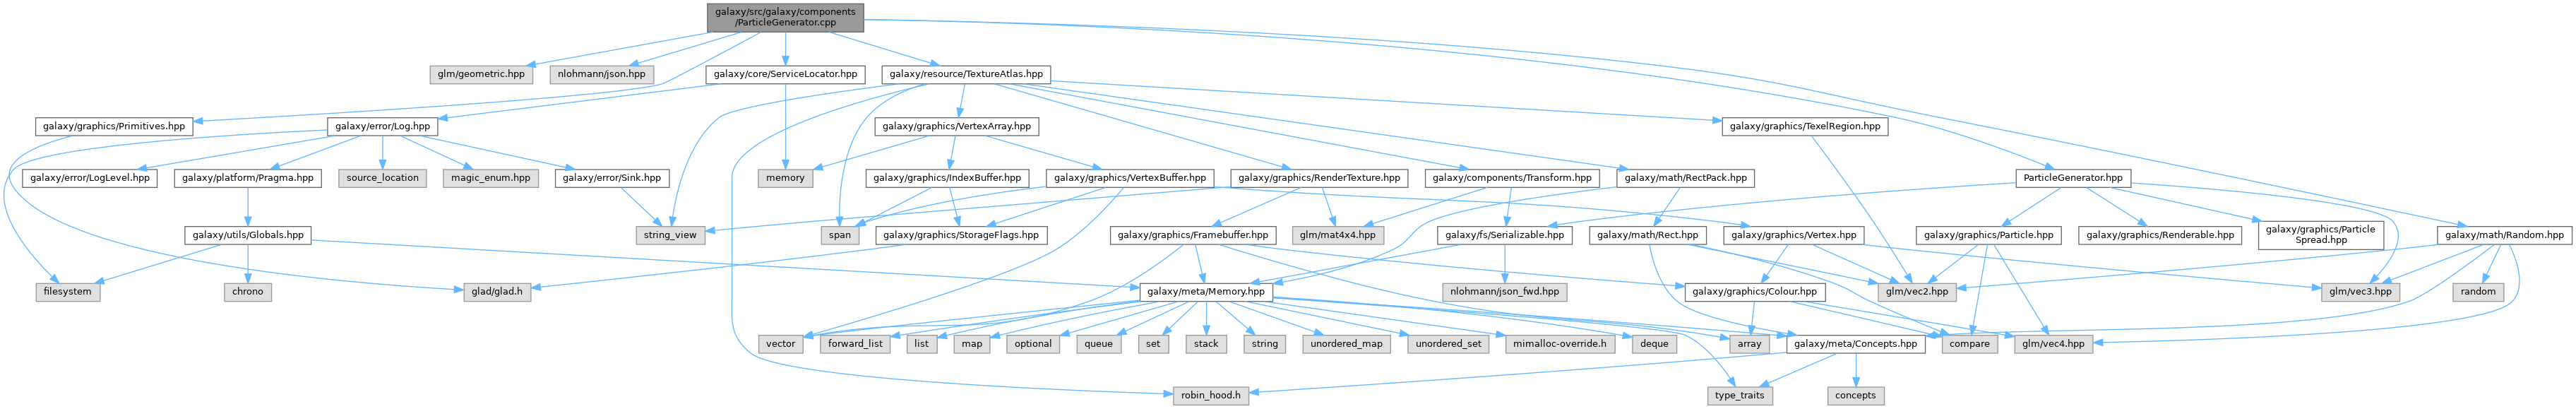 galaxy/src/galaxy/components
/ParticleGenerator.cpp
glm/geometric.hpp
nlohmann/json.hpp
galaxy/core/ServiceLocator.hpp
galaxy/resource/TextureAtlas.hpp
galaxy/graphics/Primitives.hpp
galaxy/error/Log.hpp
galaxy/graphics/VertexArray.hpp
galaxy/graphics/TexelRegion.hpp
galaxy/error/LogLevel.hpp
galaxy/platform/Pragma.hpp
source_location
magic_enum.hpp
galaxy/error/Sink.hpp
memory
galaxy/graphics/IndexBuffer.hpp
galaxy/graphics/VertexBuffer.hpp
galaxy/graphics/RenderTexture.hpp
galaxy/components/Transform.hpp
galaxy/math/RectPack.hpp
ParticleGenerator.hpp
galaxy/utils/Globals.hpp
string_view
span
galaxy/graphics/StorageFlags.hpp
galaxy/graphics/Framebuffer.hpp
glm/mat4x4.hpp
galaxy/fs/Serializable.hpp
galaxy/math/Rect.hpp
galaxy/graphics/Vertex.hpp
galaxy/graphics/Particle.hpp
galaxy/graphics/Renderable.hpp
galaxy/graphics/Particle
Spread.hpp
galaxy/math/Random.hpp
filesystem
chrono
glad/glad.h
galaxy/meta/Memory.hpp
nlohmann/json_fwd.hpp
galaxy/graphics/Colour.hpp
glm/vec2.hpp
glm/vec3.hpp
random
vector
forward_list
list
map
optional
queue
set
stack
string
unordered_map
unordered_set
mimalloc-override.h
deque
array
galaxy/meta/Concepts.hpp
compare
glm/vec4.hpp
robin_hood.h
type_traits
concepts